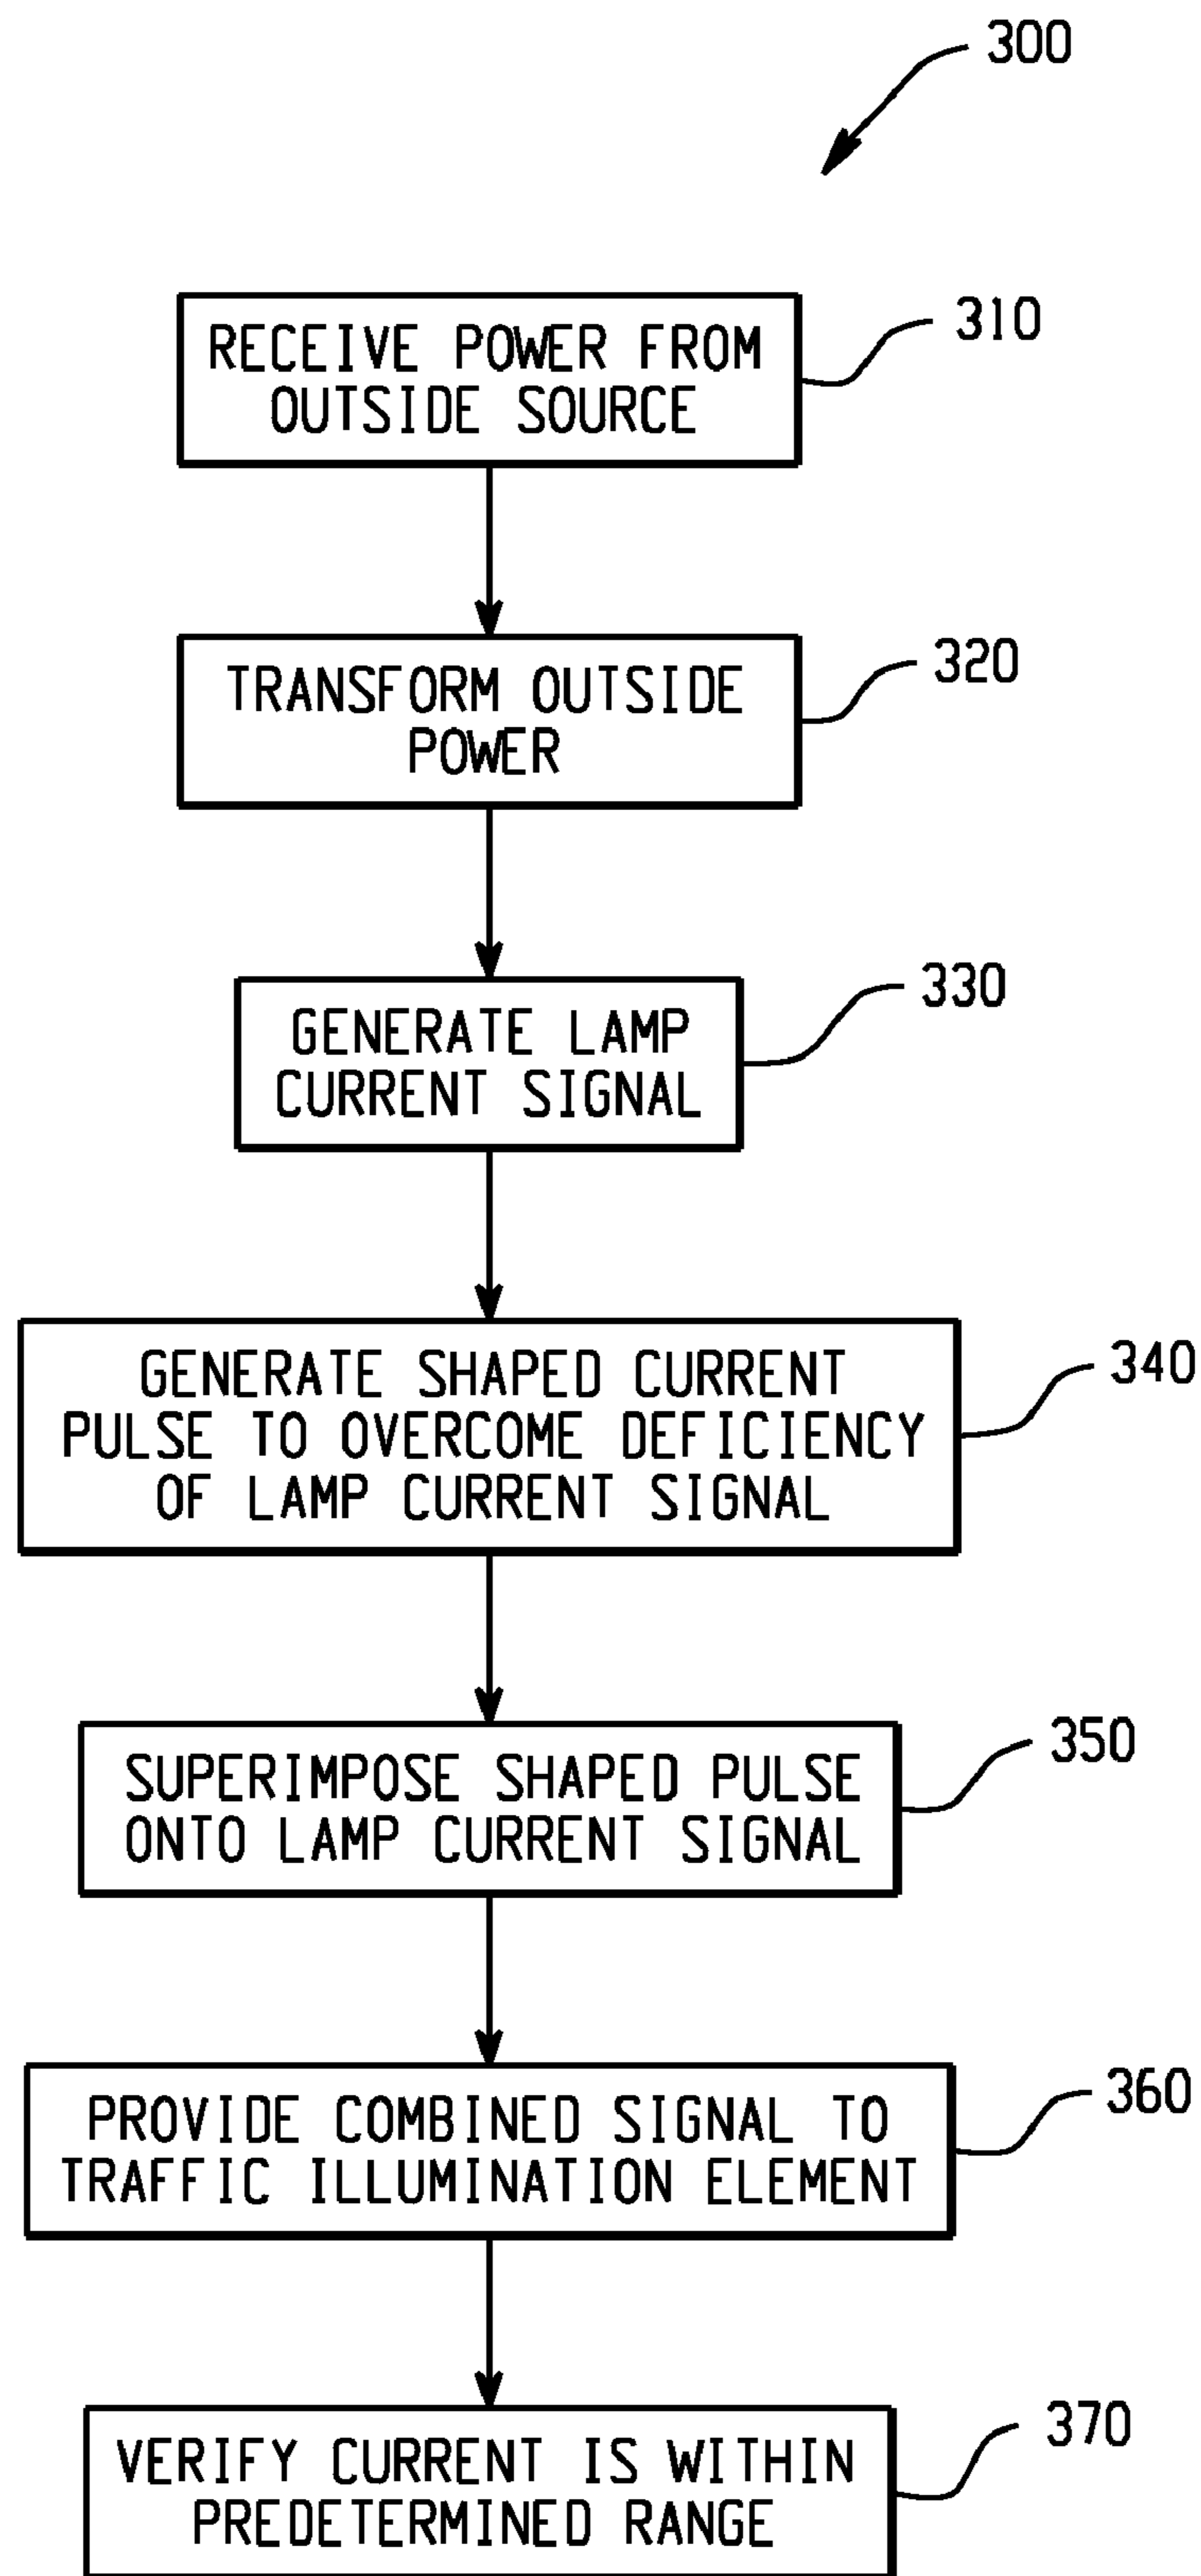 300
RECEIVE POWER FROM
OUTSIDE SOURCE
310
TRANSFORM OUTSIDE
POWER
320
GENERATE LAMP
CURRENT SIGNAL
330
GENERATE SHAPED CURRENT
PULSE TO OVERCOME DEFICIENCY
OF LAMP CURRENT SIGNAL
340
SUPERIMPOSE SHAPED PULSE
ONTO LAMP CURRENT SIGNAL
350
PROVIDE COMBINED SIGNAL TO
TRAFFIC ILLUMINATION ELEMENT
360
VERIFY CURRENT IS WITHIN
PREDETERMINED RANGE
370